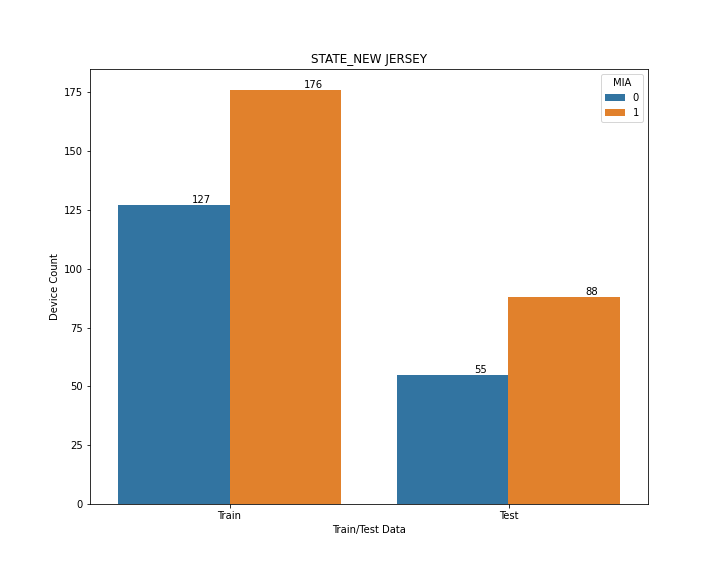 STATE_NEW JERSEY
MIA
0
1
176
127
88
55
175
150
125
100
75
50
25
0
Device Count
Train
Test
Train/Test Data